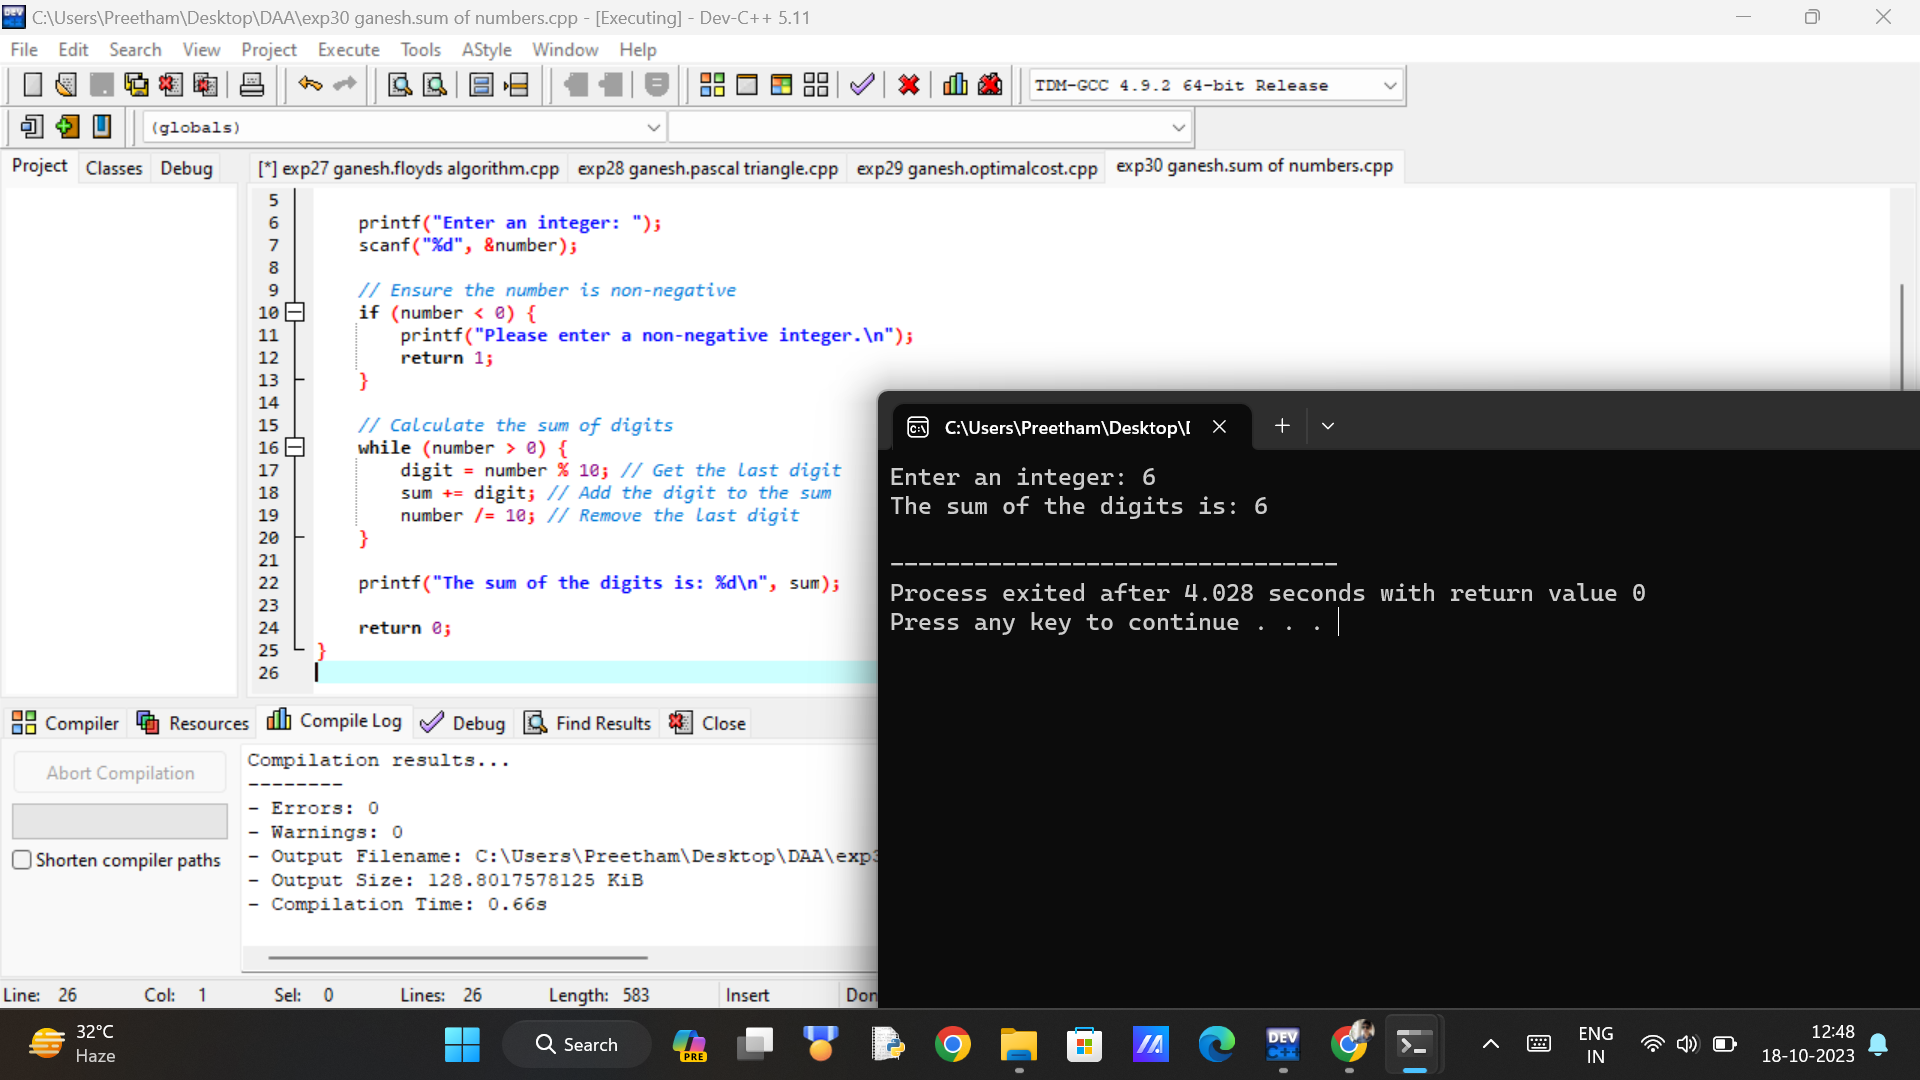 C:\Users\Preetham\Desktop\DAA\exp30 ganesh.sum of numbers.cpp - [Executing] - Dev-C++ 5.11
File Edit Search View Project Execute Tools AStyle Window Help
TDM-GCC 4.9.2 64-bit Release
(globals)
Project Classes Debug
[*] exp27 ganesh.floyds algorithm.cpp exp28 ganesh.pascal triangle.cpp exp29 ganesh.optimalcost.cpp exp30 ganesh.sum of numbers.cpp
5
6 printf("Enter an integer: ");
7 scanf("%d", &number);
8
9 // Ensure the number is non-negative
10 if (number < 0) {
11 printf("Please enter a non-negative integer.\n");
12 return 1;
13 }
14
15 // Calculate the sum of digits
16 while (number > 0) {
17 digit = number % 10; // Get the last digit
18 sum += digit; // Add the digit to the sum
19 number /= 10; // Remove the last digit
20 }
21
22 printf("The sum of the digits is: %d\n", sum);
23
24 return 0;
25 }
26
C:\Users\Preetham\Desktop\
Enter an integer: 6
The sum of the digits is: 6
--------------------------------
Process exited after 4.028 seconds with return value 0
Press any key to continue . . .
Compiler Resources Compile Log Debug Find Results Close
Abort Compilation
Shorten compiler paths
Compilation results...
--------
- Errors: 0
- Warnings: 0
- Output Filename: C:\Users\Preetham\Desktop\DAA\exp3
- Output Size: 128.8017578125 KiB
- Compilation Time: 0.66s
Line: 26 Col: 1 Sel: 0 Lines: 26 Length: 583 Insert Don
32°C
Haze
Search
PRE
DEV
C++
ENG
IN
12:48
18-10-2023